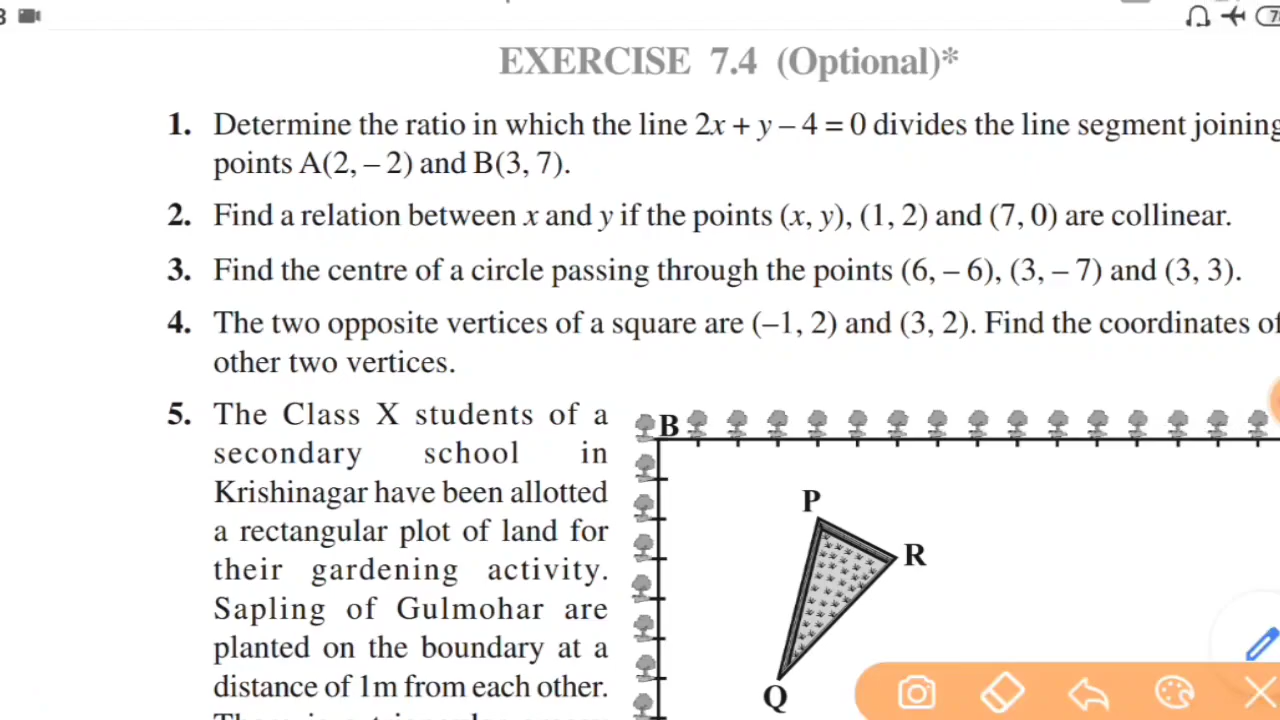 EXERCISE 7.4 (Optional)*
1. Determine the ratio in which the line 2x + y – 4 = 0 divides the line segment joining
points A(2, – 2) and B(3, 7).
2. Find a relation between x and y if the points (x, y), (1, 2) and (7, 0) are collinear.
3. Find the centre of a circle passing through the points (6, – 6), (3, – 7) and (3, 3).
4. The two opposite vertices of a square are (–1, 2) and (3, 2). Find the coordinates of
other two vertices.
5. The Class X students of a
secondary school in
Krishinagar have been allotted
a rectangular plot of land for
their gardening activity.
Sapling of Gulmohar are
planted on the boundary at a
distance of 1m from each other.
B
P
R
Q